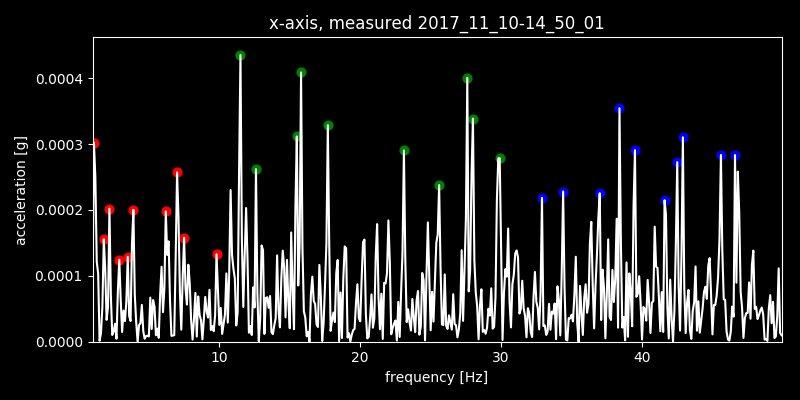 x-axis, measured 2017_11_10-14_50_01
0.0004
0.0003
0.0002
0.0001
0.0000
acceleration [g]
10 20 30 40
frequency [Hz]